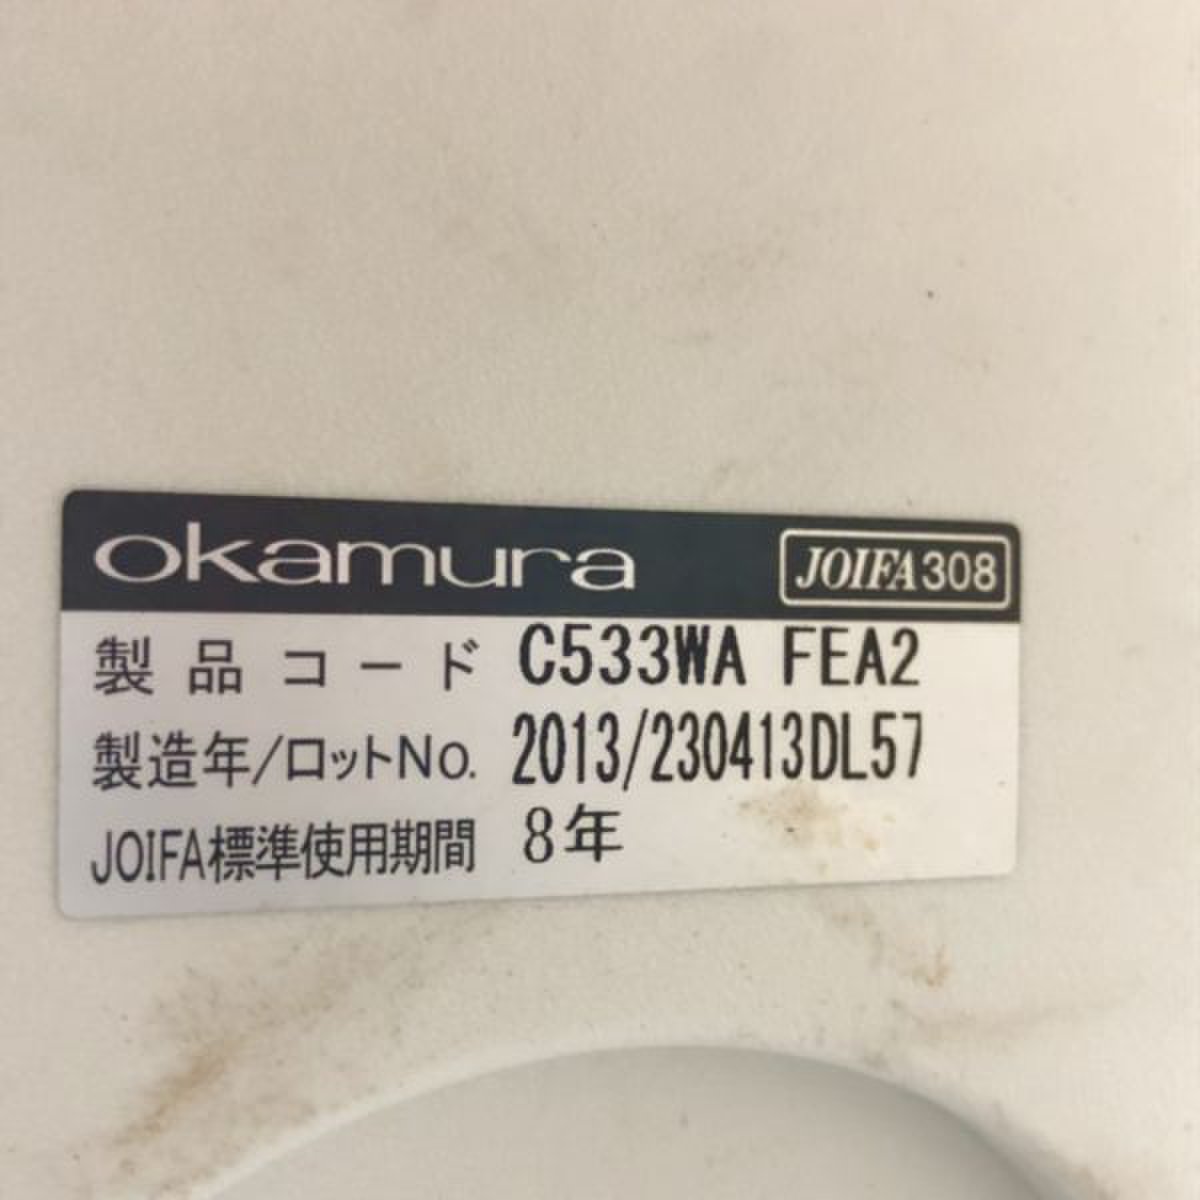 okamura JOIFA308
製品コード C533WA FEA2
製造年/ロットNo. 2013/230413DL57
JOIFA標準使用期間 8年